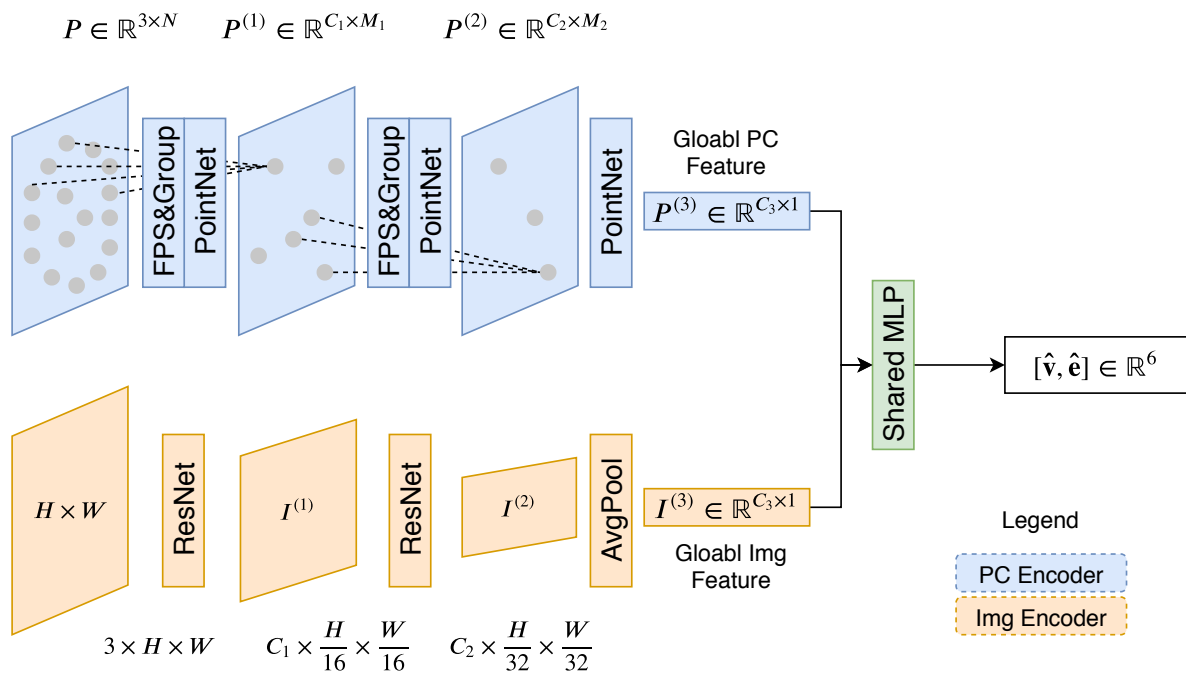 P ∈ ℝ^{3×N}
P^{(1)} ∈ ℝ^{C_1×M_1}
P^{(2)} ∈ ℝ^{C_2×M_2}
FPS&Group
PointNet
FPS&Group
PointNet
PointNet
Gloabl PC
Feature
P^{(3)} ∈ ℝ^{C_3×1}
Shared MLP
[v̂, ê] ∈ ℝ^6
H × W
ResNet
I^{(1)}
ResNet
I^{(2)}
AvgPool
I^{(3)} ∈ ℝ^{C_3×1}
Gloabl Img
Feature
3 × H × W
C_1 × H/16 × W/16
C_2 × H/32 × W/32
Legend
PC Encoder
Img Encoder